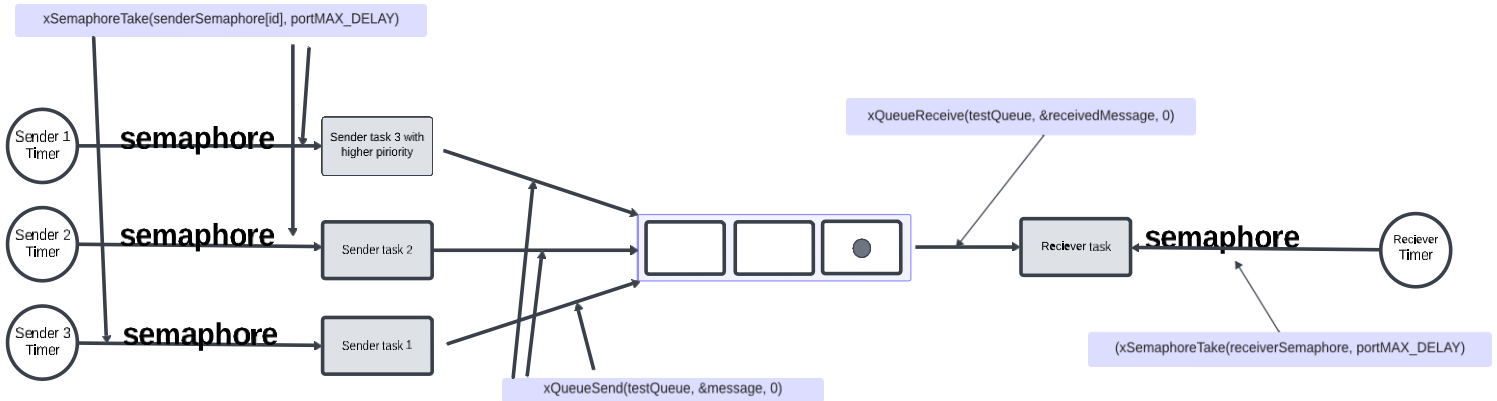 xSemaphoreTake(senderSemaphore[id], portMAX_DELAY)
xQueueReceive(testQueue, &receivedMessage, 0)
Sender 1
Timer
semaphore
Sender task 3 with
higher piriority
Sender 2
Timer
semaphore
Sender task 2
Reciever task
semaphore
Reciever
Timer
Sender 3
Timer
semaphore
Sender task 1
(xSemaphoreTake(receiverSemaphore, portMAX_DELAY)
xQueueSend(testQueue, &message, 0)